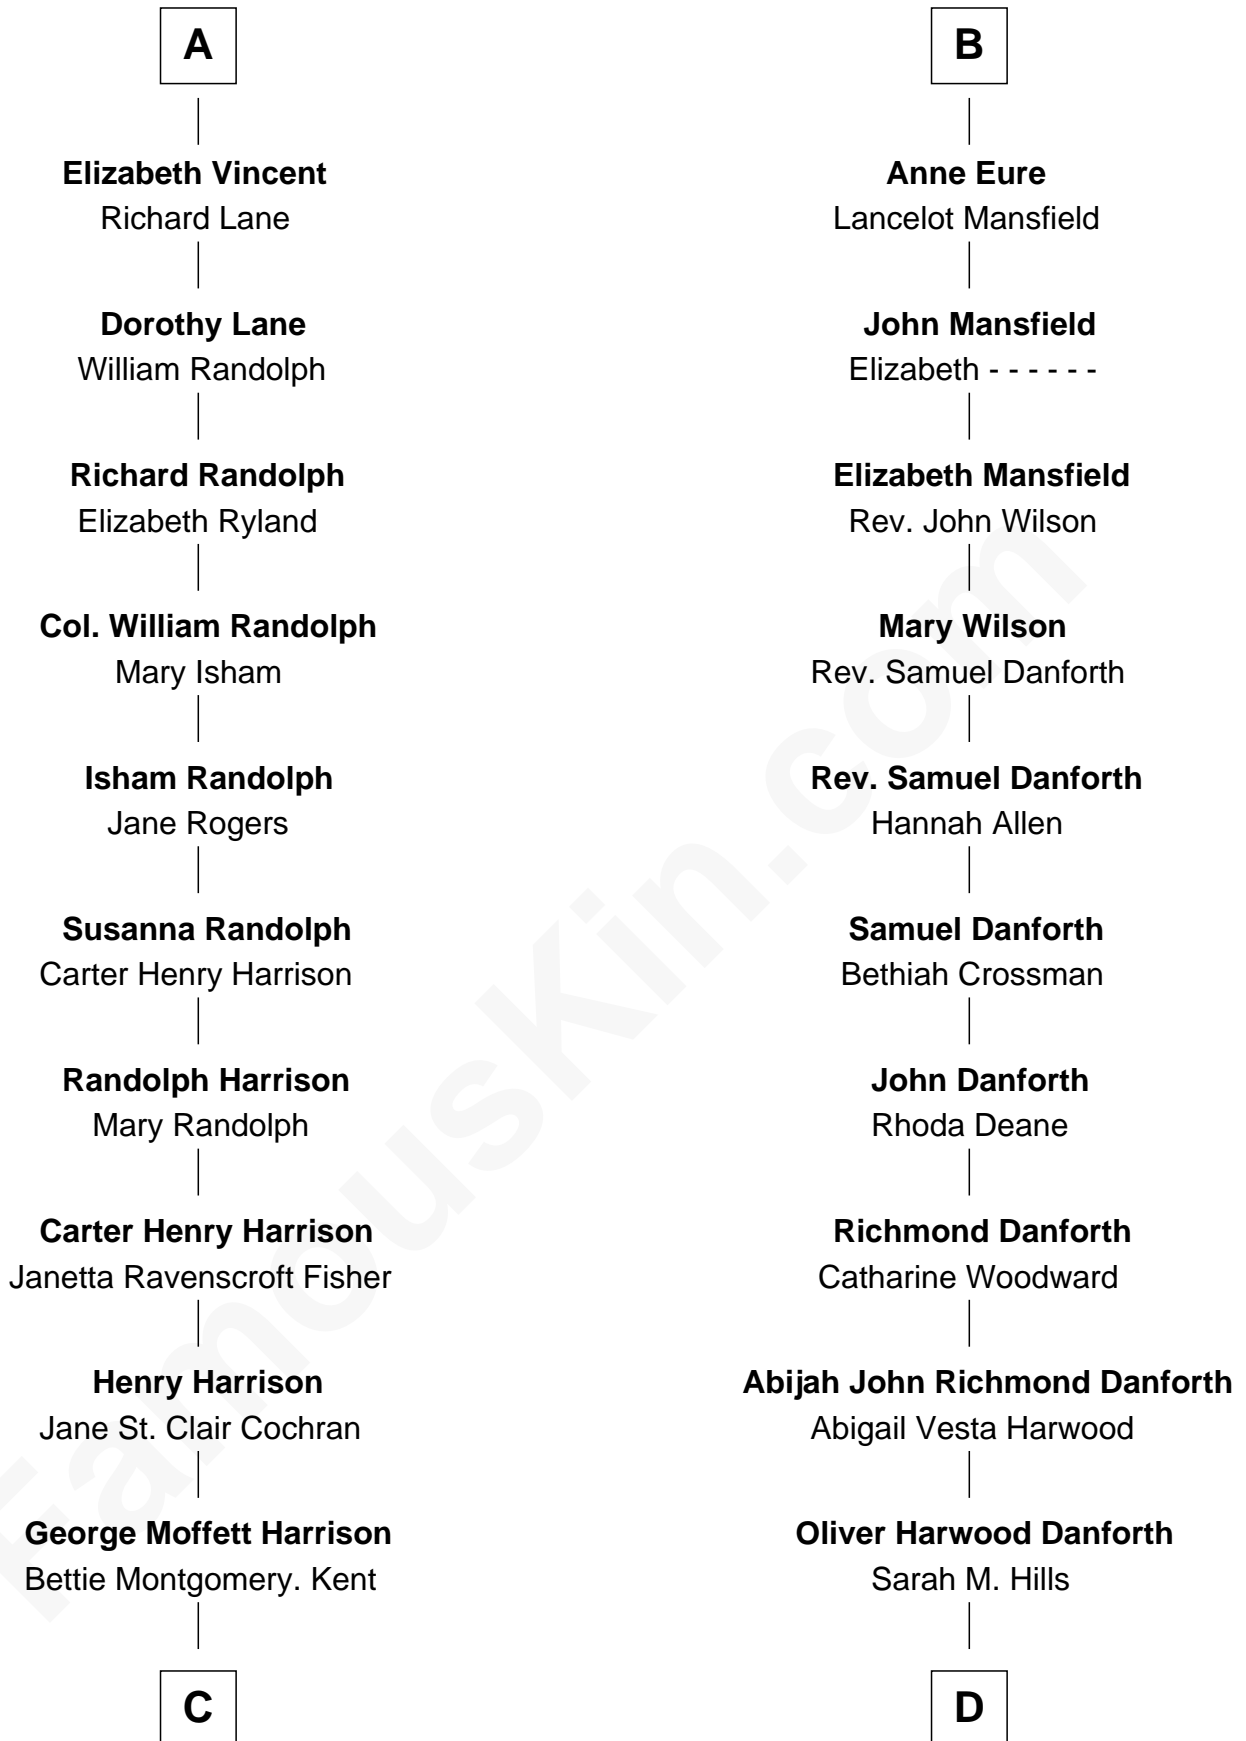 A
Elizabeth Vincent
Richard Lane
Dorothy Lane
William Randolph
Richard Randolph
Elizabeth Ryland
Col. William Randolph
Mary Isham
Isham Randolph
Jane Rogers
Susanna Randolph
Carter Henry Harrison
Randolph Harrison
Mary Randolph
Carter Henry Harrison
Janetta Ravenscroft Fisher
Henry Harrison
Jane St. Clair Cochran
George Moffett Harrison
Bettie Montgomery. Kent
C
B
Anne Eure
Lancelot Mansfield
John Mansfield
Elizabeth - - - - - -
Elizabeth Mansfield
Rev. John Wilson
Mary Wilson
Rev. Samuel Danforth
Rev. Samuel Danforth
Hannah Allen
Samuel Danforth
Bethiah Crossman
John Danforth
Rhoda Deane
Richmond Danforth
Catharine Woodward
Abijah John Richmond Danforth
Abigail Vesta Harwood
Oliver Harwood Danforth
Sarah M. Hills
D
FamousKin.com